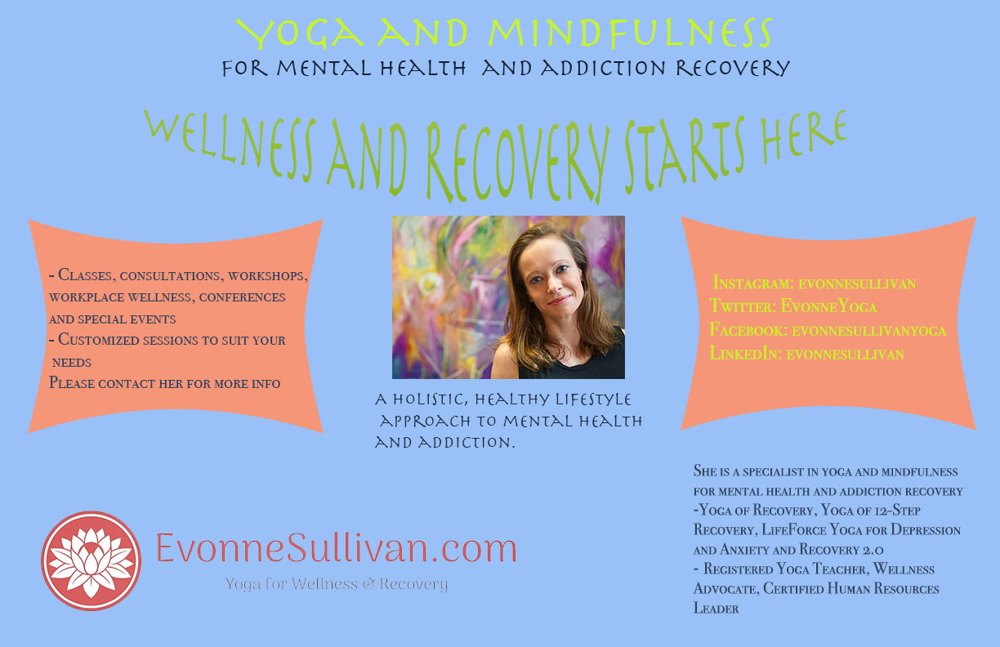 Yoga and mindfulness
for mental health and addiction recovery
Wellness and Recovery starts here
- Classes, consultations, workshops,
workplace wellness, conferences
and special events
- Customized sessions to suit your
needs
Please contact her for more info
Instagram: evonnesullivan
Twitter: EvonneYoga
Facebook: evonnesullivanyoga
LinkedIn: evonnesullivan
A holistic, healthy lifestyle
approach to mental health
and addiction.
She is a specialist in yoga and mindfulness
for mental health and addiction recovery
-Yoga of Recovery, Yoga of 12-Step
Recovery, LifeForce Yoga for Depression
and Anxiety and Recovery 2.0
- Registered Yoga Teacher, Wellness
Advocate, Certified Human Resources
Leader
EvonneSullivan.com
Yoga for Wellness & Recovery